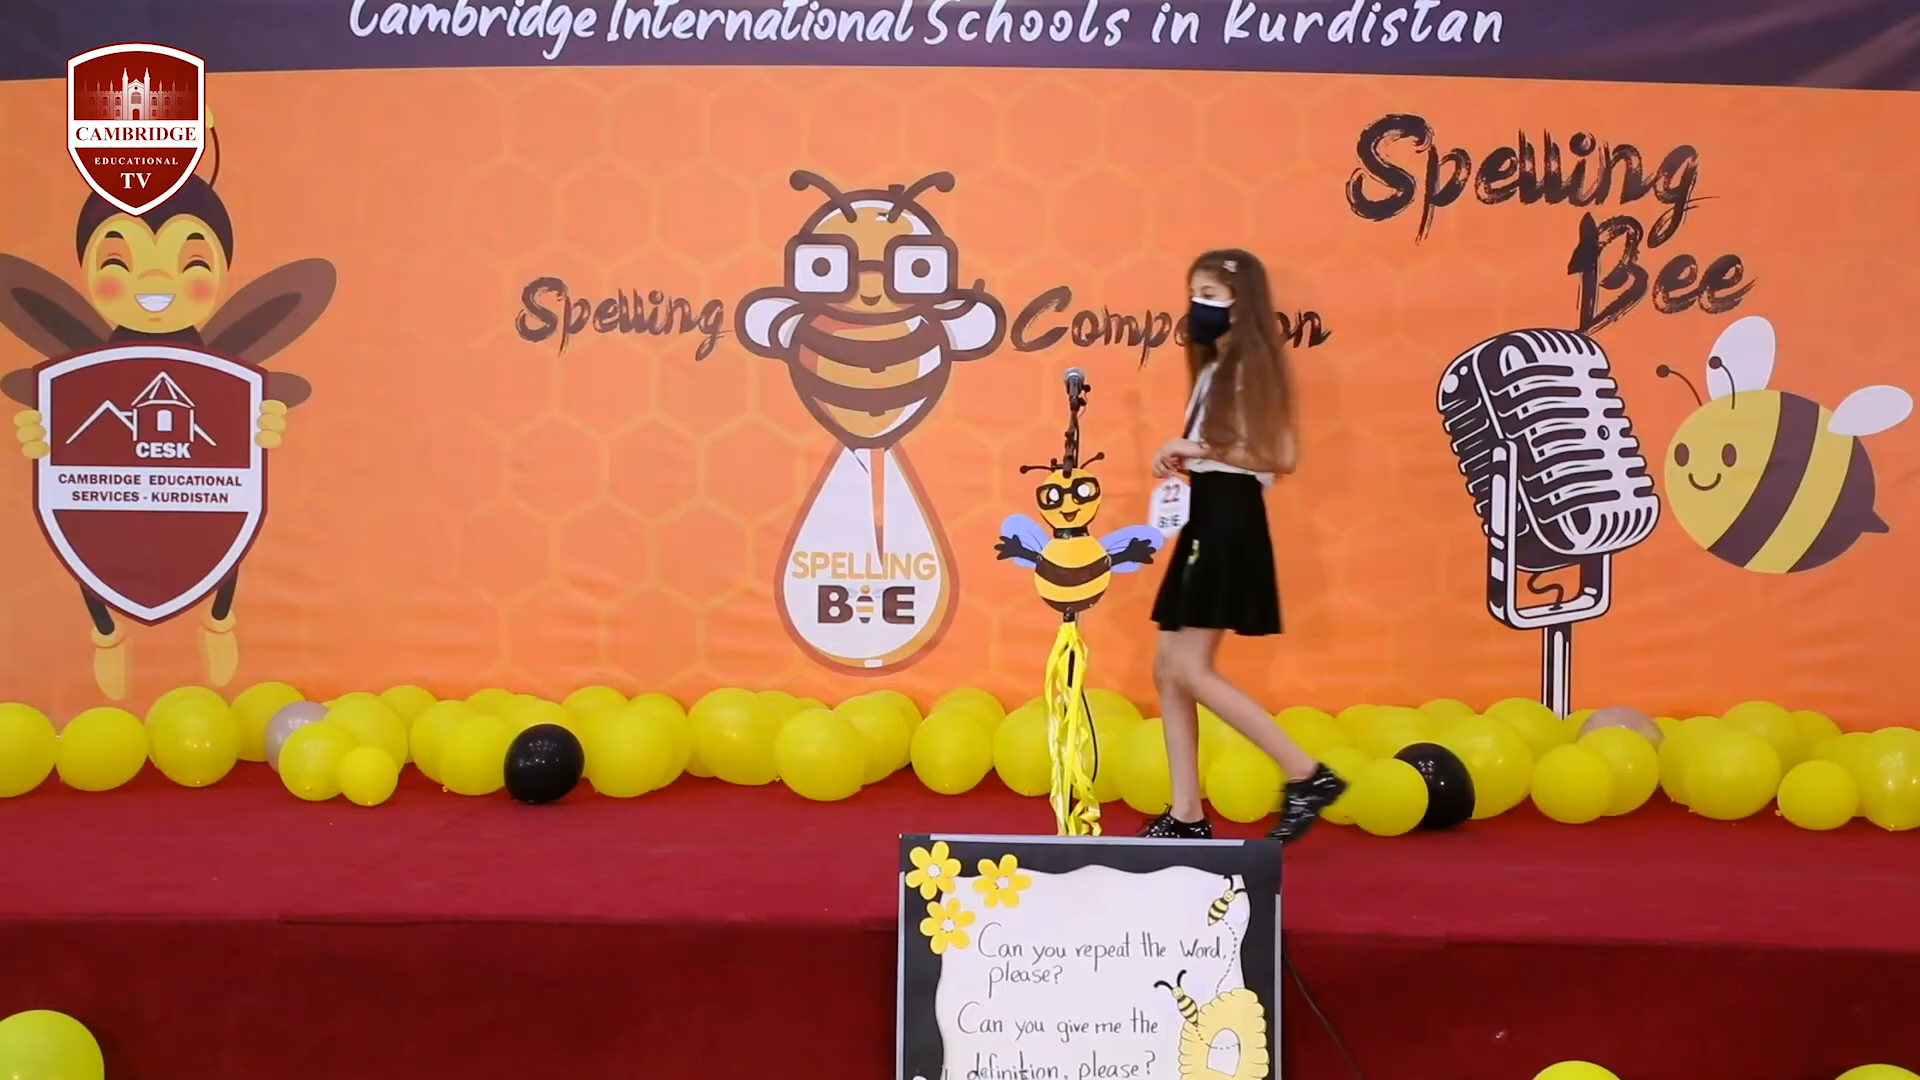 Cambridge International Schools in Kurdistan
CAMBRIDGE
EDUCATIONAL
TV
Spelling
Bee
Spelling
CESK
CAMBRIDGE EDUCATIONAL
SERVICES - KURDISTAN
SPELLING
BEE
22
BEE
Can you repeat the word,
please?
Can you give me the
definition, please?